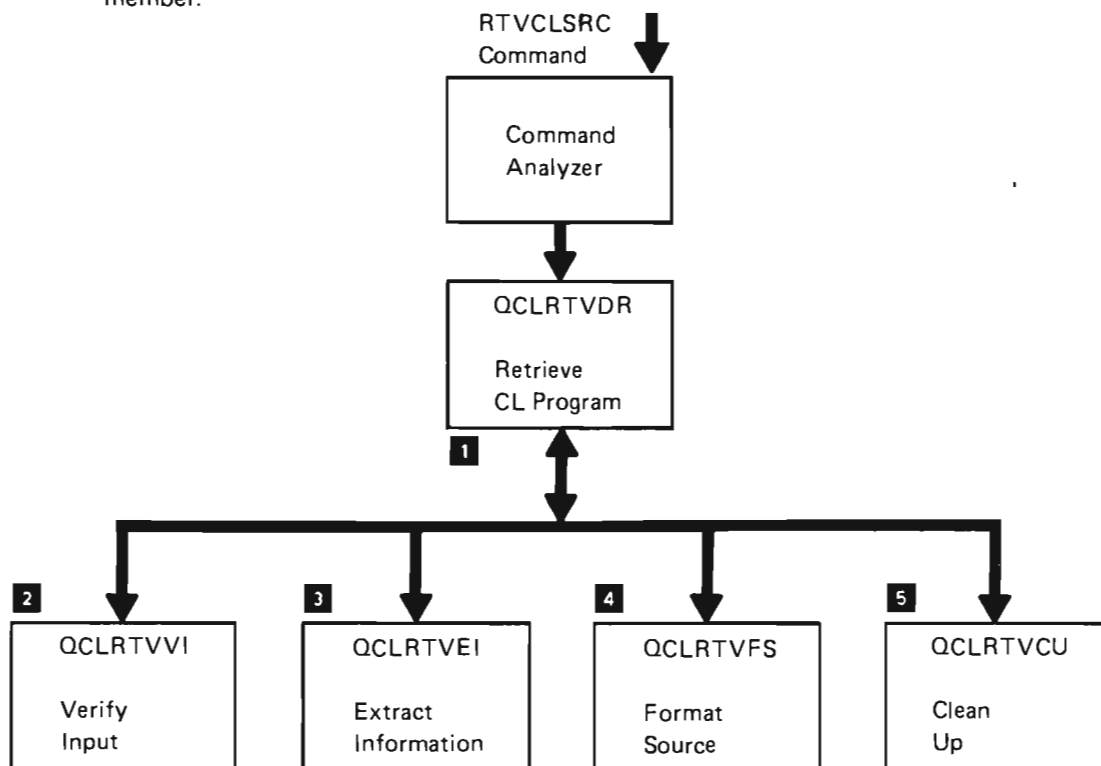 member.
RTVCLSRC
Command
Command
Analyzer
QCLRTVDR
Retrieve
CL Program
1
2
3
4
5
QCLRTVVI
QCLRTVEI
QCLRTVFS
QCLRTVCU
Verify
Input
Extract
Information
Format
Source
Clean
Up